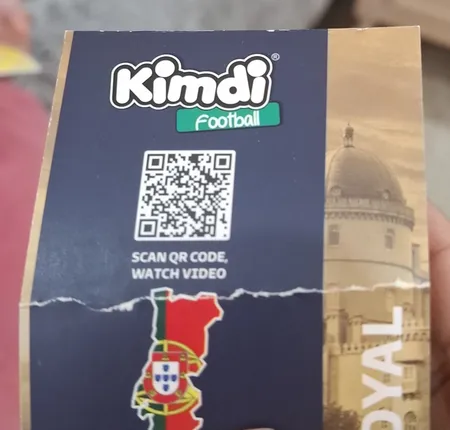 Kimdi®
Football
SCAN QR CODE,
WATCH VIDEO
OYAL